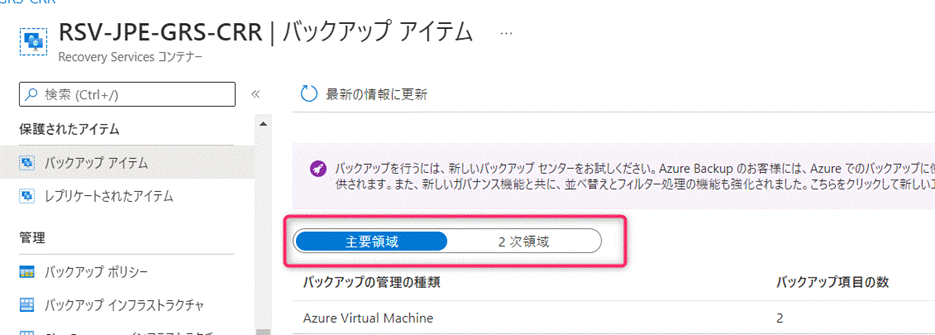 RSV-JPE-GRS-CRR | バックアップ アイテム ...
Recovery Services コンテナー
検索 (Ctrl+/)
«
最新の情報に更新
保護されたアイテム
バックアップ アイテム
レプリケートされたアイテム
管理
バックアップ ポリシー
バックアップ インフラストラクチャ
バックアップを行うには、新しいバックアップ センターをお試しください。Azure Backup のお客様には、Azure でのバックアップに
供されます。また、新しいガバナンス機能と共に、並べ替えとフィルター処理の機能も強化されました。こちらをクリックして新しい
主要領域
2 次領域
バックアップの管理の種類
バックアップ項目の数
Azure Virtual Machine
2